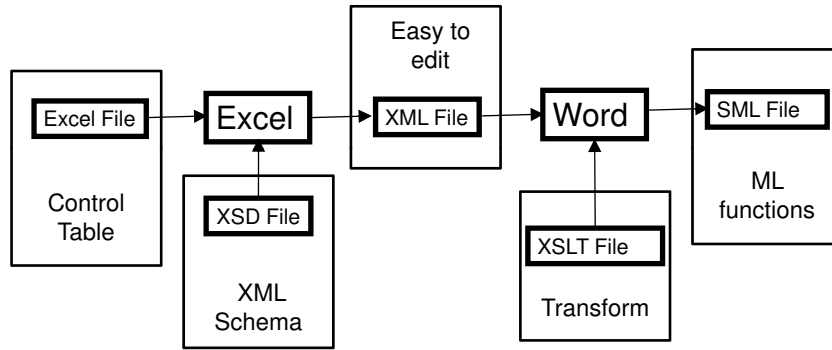 Easy to
edit
Excel File
Excel
XML File
Word
SML File
Control
Table
XSD File
XML
Schema
XSLT File
Transform
ML
functions